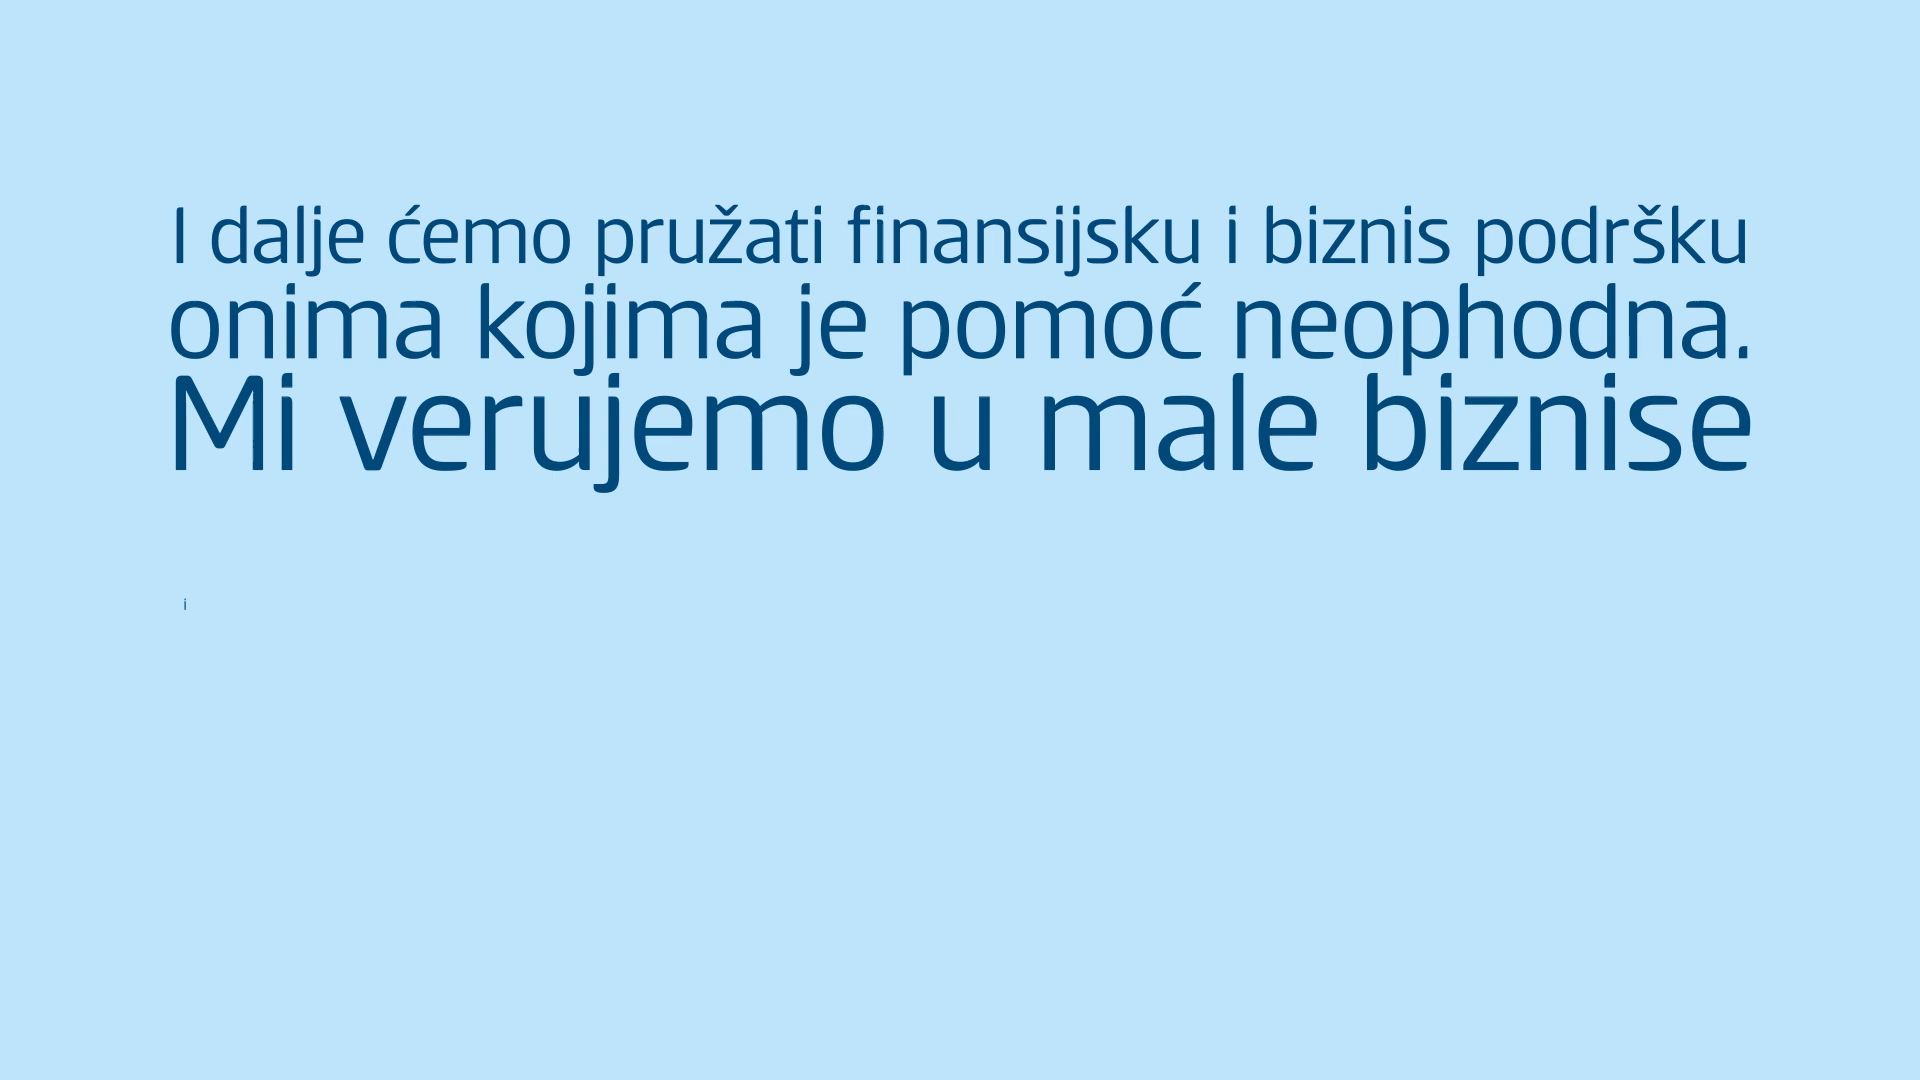 I dalje ćemo pružati finansijsku i biznis podršku
onima kojima je pomoć neophodna.
Mi verujemo u male biznise
i